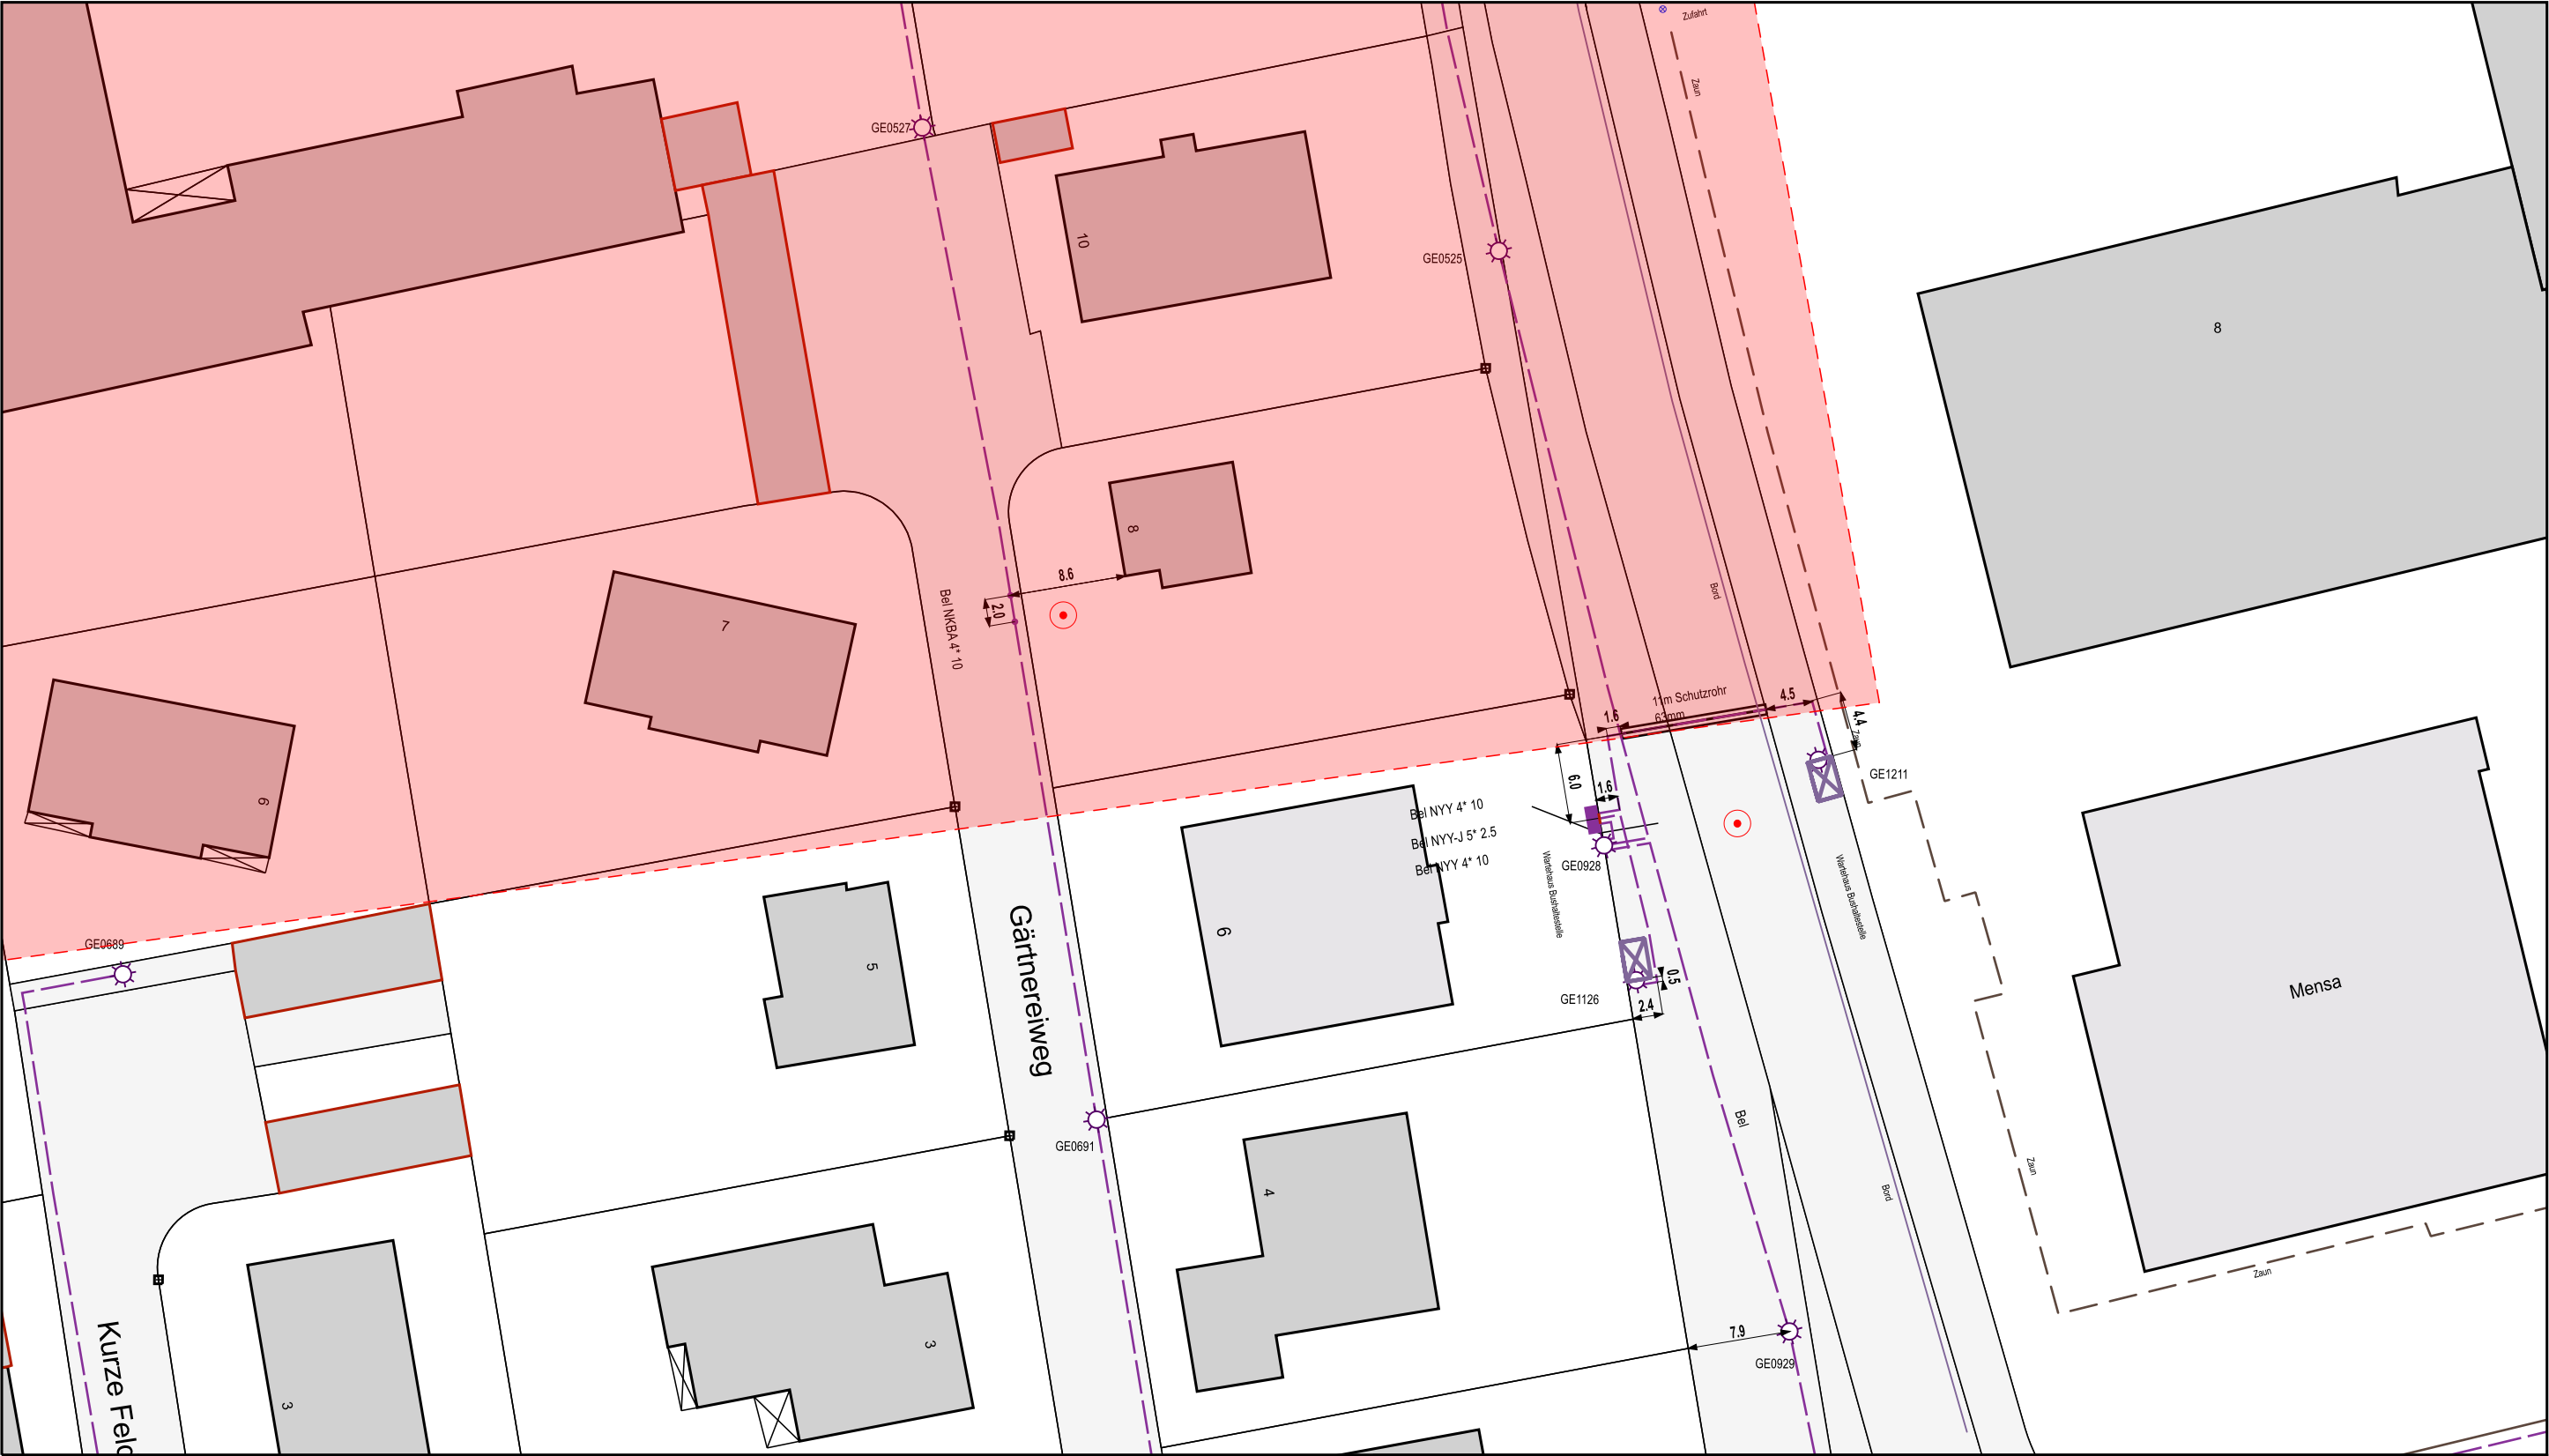 Zufahrt
Zaun
GE0527
10
GE0525
8
8
8.6
2.0
Bel NKBA 4* 10
7
Bord
11m Schutzrohr
63mm
4.5
1.6
4.4
Zaun
6.0
1.6
GE1211
9
Bel NYY 4* 10
Bel NYY-J 5* 2.5
Bel NYY 4* 10
GE0928
Wartehaus Bushaltestelle
Wartehaus Bushaltestelle
GE0689
5
Gärtnereiweg
6
0.5
GE1126
2.4
Mensa
Bel
GE0691
Zaun
4
Bord
Zaun
7.9
GE0929
3
3
Kurze Feld